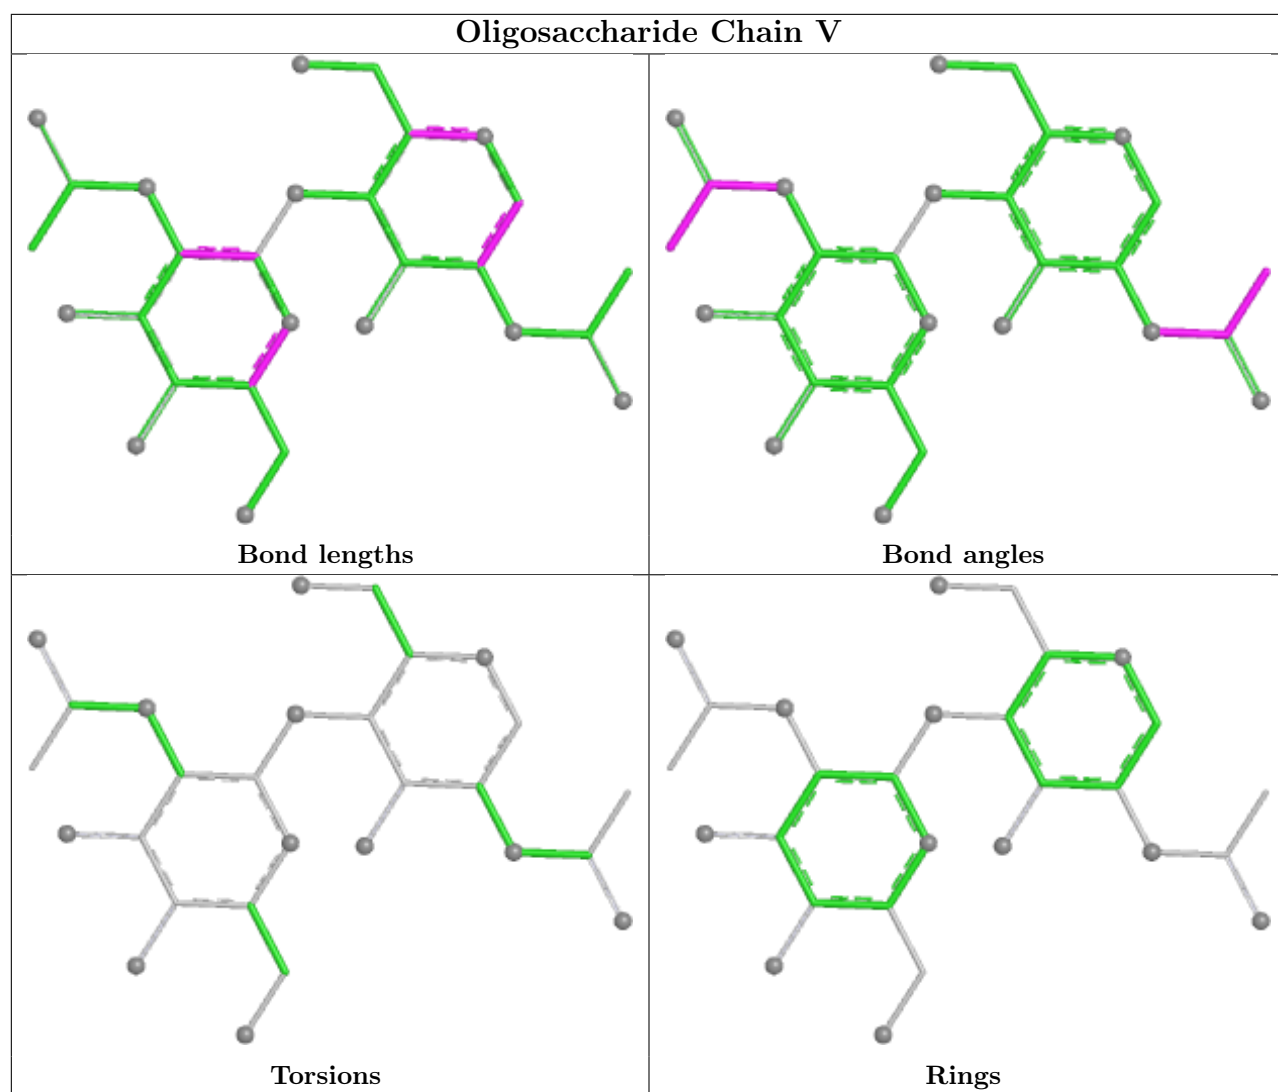 Oligosaccharide Chain V
Bond lengths
Bond angles
Torsions
Rings